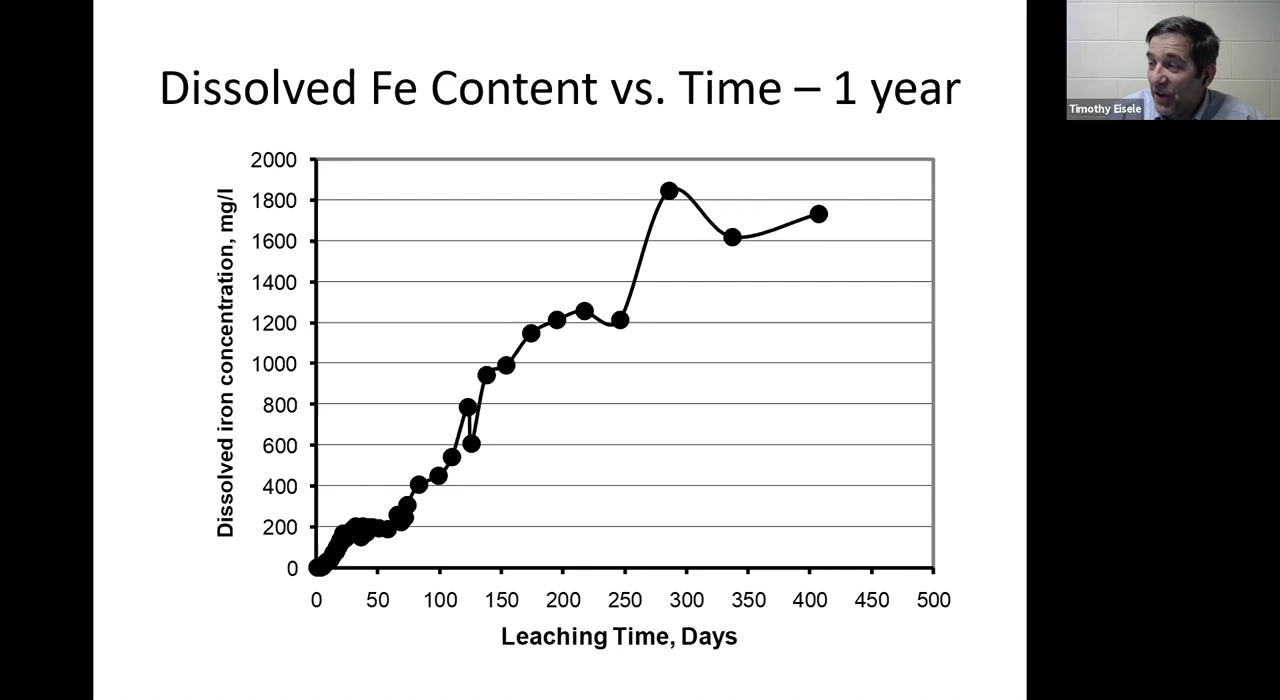 Dissolved Fe Content vs. Time – 1 year
Timothy Eisele
Dissolved iron concentration, mg/l
2000
1800
1600
1400
1200
1000
800
600
400
200
0
0 50 100 150 200 250 300 350 400 450 500
Leaching Time, Days